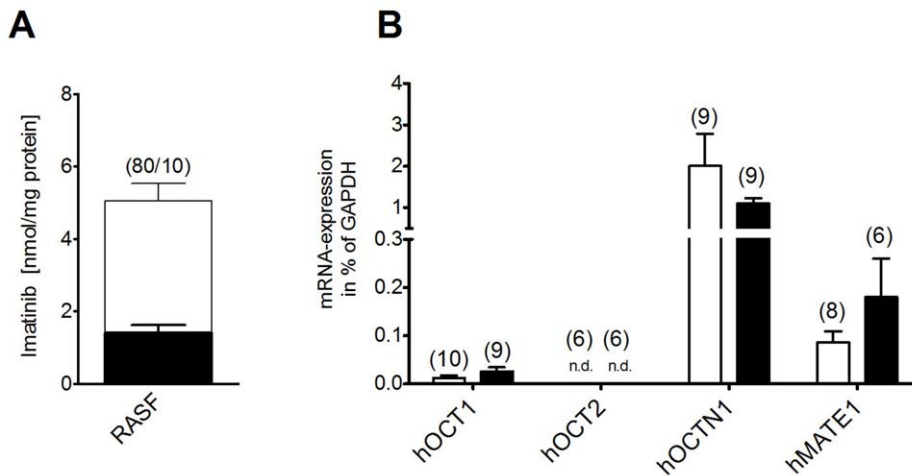 A
Imatinib [nmol/mg protein]
8
6
4
2
0
(80/10)
RASF
B
mRNA-expression
in % of GAPDH
4
3
2
1
0.3
0.2
0.1
0.0
(10) (9)
(6) (6)
n.d. n.d.
(9)
(9)
(8)
(6)
hOCT1
hOCT2
hOCTN1
hMATE1